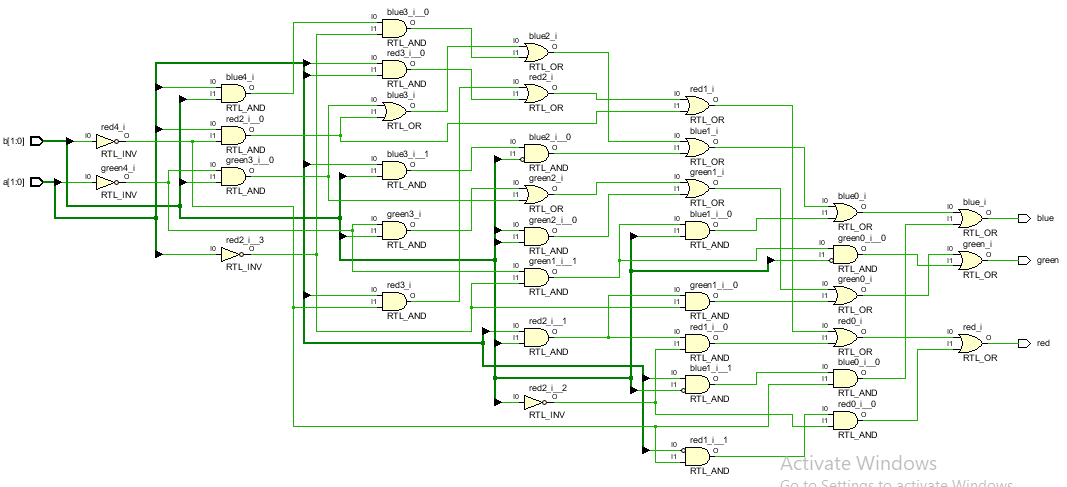 b[1:0]
a[1:0]
red4_i
I0
O
RTL_INV
green4_i
I0
O
RTL_INV
blue4_i
I0
I1
O
RTL_AND
red2_i__0
I0
I1
O
RTL_AND
green3_i__0
I0
I1
O
RTL_AND
red2_i__3
I0
O
RTL_INV
blue3_i__0
I0
I1
O
RTL_AND
red3_i__0
I0
I1
O
RTL_AND
blue3_i
I0
I1
O
RTL_OR
blue3_i__1
I0
I1
O
RTL_AND
green3_i
I0
I1
O
RTL_AND
red3_i
I0
I1
O
RTL_AND
blue2_i
I0
I1
O
RTL_OR
red2_i
I0
I1
O
RTL_OR
blue2_i__0
I0
I1
O
RTL_AND
green2_i
I0
I1
O
RTL_OR
green2_i__0
I0
I1
O
RTL_AND
green1_i__1
I0
I1
O
RTL_AND
red2_i__1
I0
I1
O
RTL_AND
red2_i__2
I0
O
RTL_INV
red1_i
I0
I1
O
RTL_OR
blue1_i
I0
I1
O
RTL_OR
green1_i
I0
I1
O
RTL_OR
blue1_i__0
I0
I1
O
RTL_AND
green1_i__0
I0
I1
O
RTL_AND
red1_i__0
I0
I1
O
RTL_AND
blue1_i__1
I0
I1
O
RTL_AND
red1_i__1
I0
I1
O
RTL_AND
blue0_i
I0
I1
O
RTL_OR
green0_i__0
I0
I1
O
RTL_AND
green0_i
I0
I1
O
RTL_OR
red0_i
I0
I1
O
RTL_OR
blue0_i__0
I0
I1
O
RTL_AND
red0_i__0
I0
I1
O
RTL_AND
blue_i
I0
I1
O
RTL_OR
green_i
I0
I1
O
RTL_OR
red_i
I0
I1
O
RTL_OR
blue
green
red
Activate Windows
Go to Settings to activate Windows